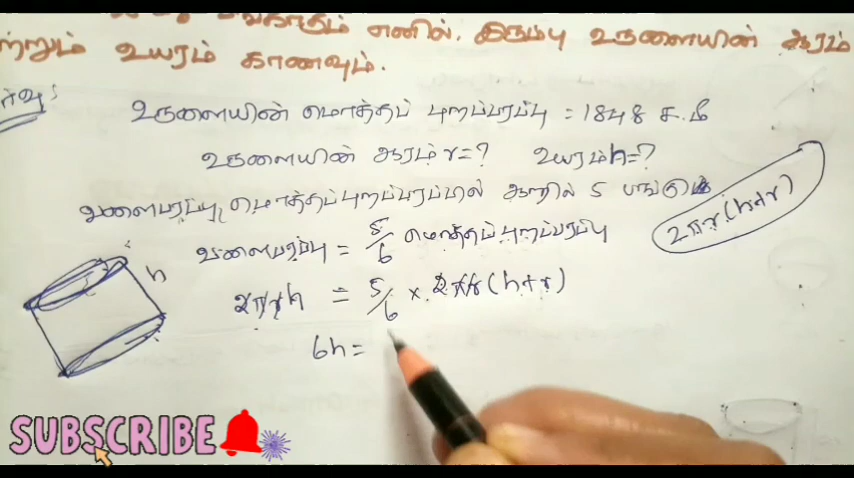 பங்காகும் எனில், இரும்பு உருளையின் ஆரம்
ற்றும் உயரம் காணவும்.
ர்வு:
உருளையின் மொத்தப் புறப்பரப்பு = 1848 ச.மீ
உருளையின் ஆரம் r=? உயரம் h=?
வளைபரப்பு, மொத்தப்புறப்பரப்பில் ஆறில் 5 பங்கு
2πr(h+r)
வளைபரப்பு = 5/6 மொத்தப்புறப்பரப்பு
2πrh = 5/6 × 2πr(h+r)
h
6h =
SUBSCRIBE